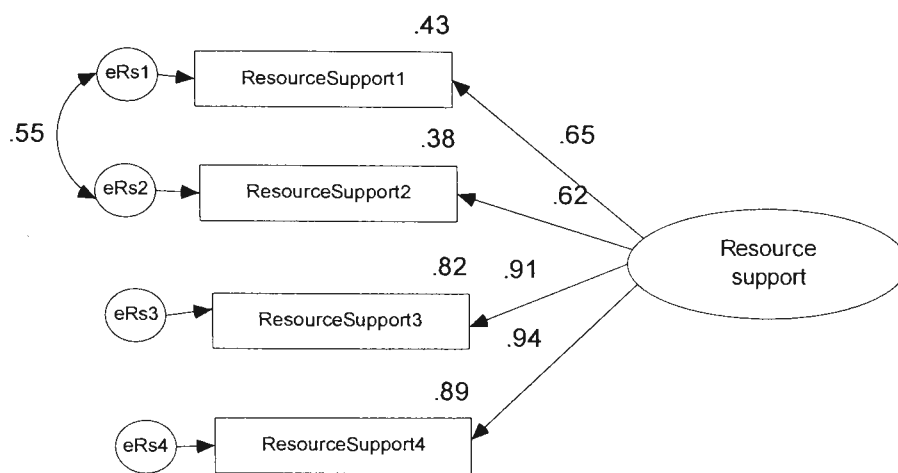 .43
eRs1
ResourceSupport1
.55
.38
.65
eRs2
ResourceSupport2
.62
Resource
support
.82
.91
eRs3
ResourceSupport3
.94
.89
eRs4
ResourceSupport4